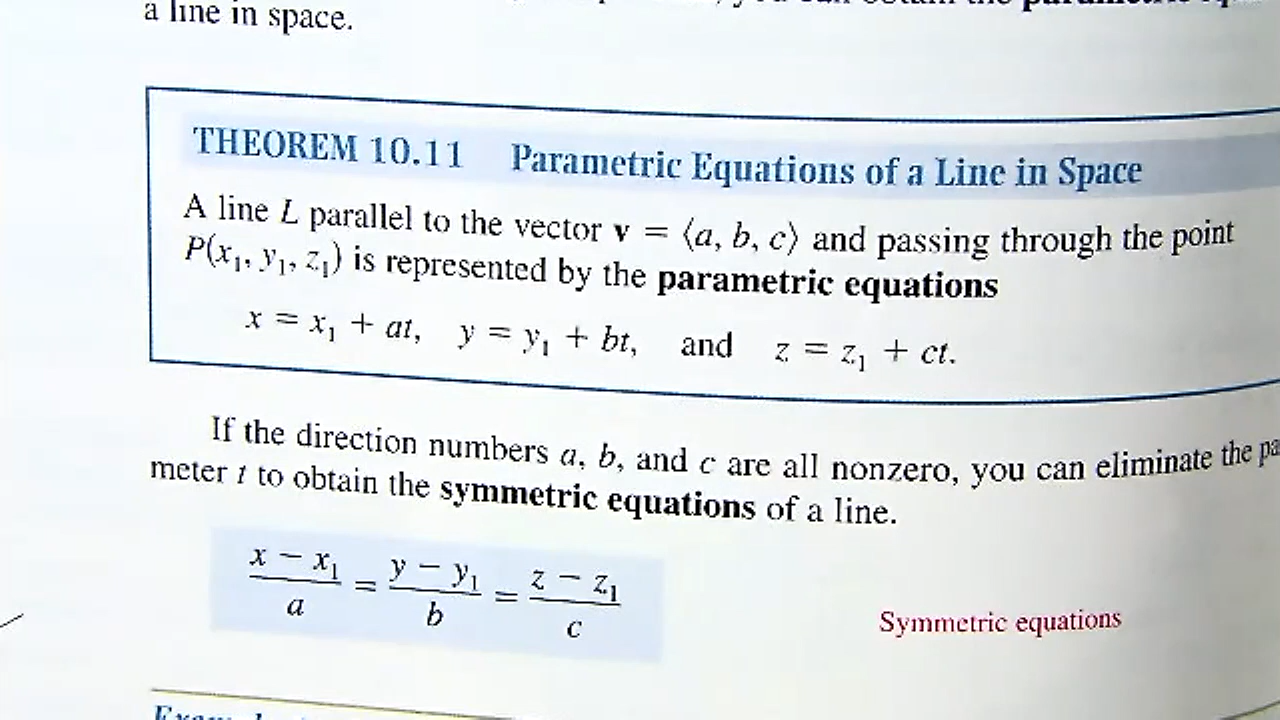 a line in space.
THEOREM 10.11 Parametric Equations of a Line in Space
A line L parallel to the vector v = ⟨a, b, c⟩ and passing through the point
P(x₁, y₁, z₁) is represented by the parametric equations
x = x₁ + at, y = y₁ + bt, and z = z₁ + ct.
If the direction numbers a, b, and c are all nonzero, you can eliminate the pa
meter t to obtain the symmetric equations of a line.
x − x₁ / a = y − y₁ / b = z − z₁ / c
Symmetric equations